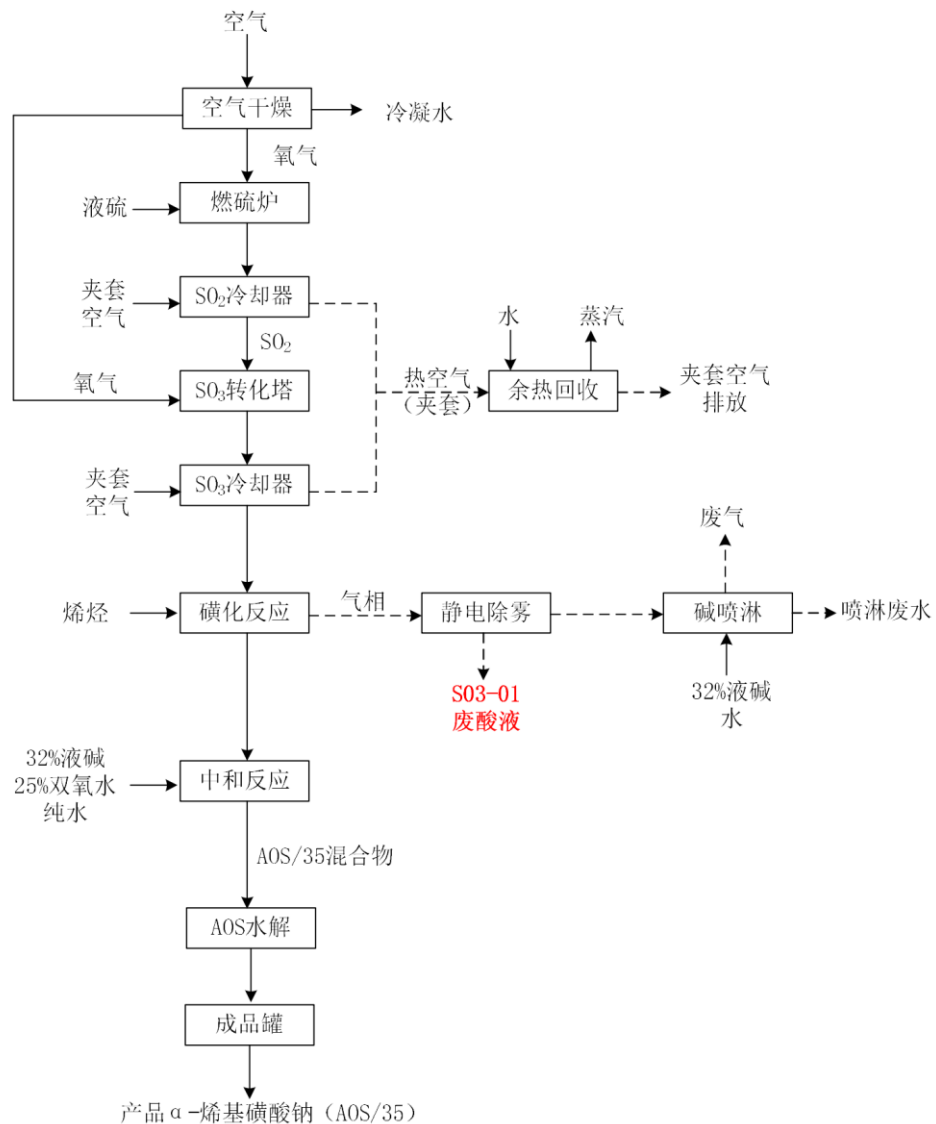 空气
空气干燥
冷凝水
氧气
液硫
燃硫炉
夹套
空气
SO₂冷却器
SO₂
水
蒸汽
氧气
SO₃转化塔
热空气
（夹套）
余热回收
夹套空气
排放
夹套
空气
SO₃冷却器
废气
烯烃
磺化反应
气相
静电除雾
碱喷淋
喷淋废水
S03-01
废酸液
32%液碱
水
32%液碱
25%双氧水
纯水
中和反应
AOS/35混合物
AOS水解
成品罐
产品α-烯基磺酸钠（AOS/35）